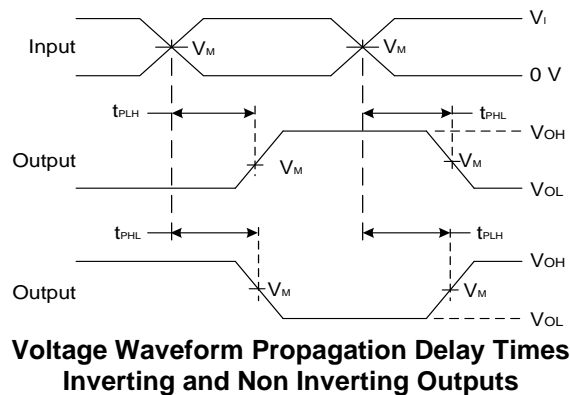 VI
Input
VM
VM
0 V
tPLH
tPHL
VOH
Output
VM
VM
VOL
tPHL
tPLH
VOH
Output
VM
VM
VOL
Voltage Waveform Propagation Delay Times
Inverting and Non Inverting Outputs